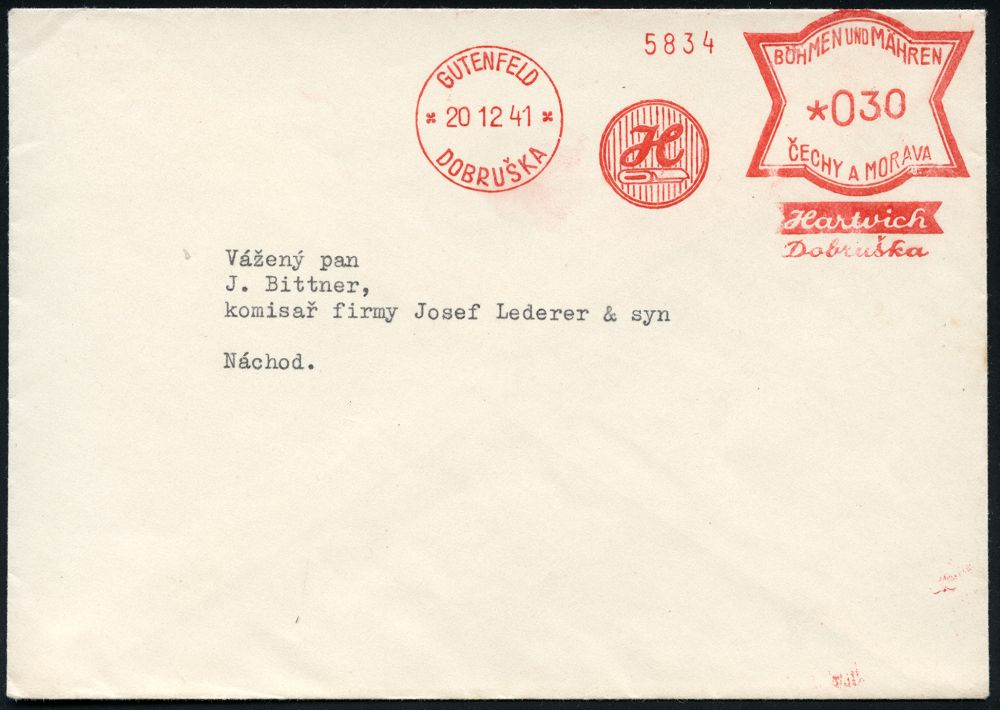 5834
GUTENFELD
20 12 41
DOBRUŠKA
H
BÖHMEN UND MÄHREN
*030
ČECHY A MORAVA
Hartvich
Dobruška
Vážený pan
J. Bittner,
komisař firmy Josef Lederer & syn
Náchod.